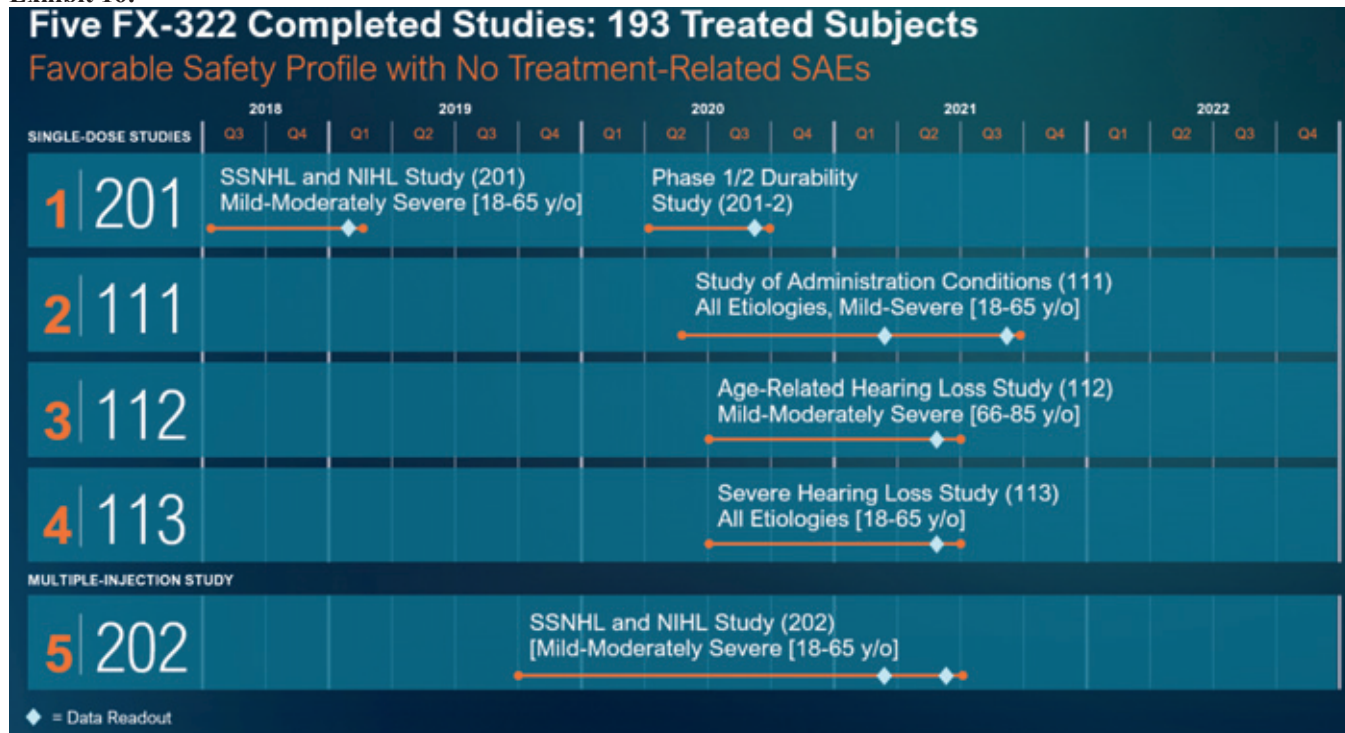 Five FX-322 Completed Studies: 193 Treated Subjects
Favorable Safety Profile with No Treatment-Related SAEs
2018 2019 2020 2021 2022
SINGLE-DOSE STUDIES Q3 Q4 Q1 Q2 Q3 Q4 Q1 Q2 Q3 Q4 Q1 Q2 Q3 Q4 Q1 Q2 Q3 Q4
1 201
SSNHL and NIHL Study (201)
Mild-Moderately Severe [18-65 y/o]
Phase 1/2 Durability
Study (201-2)
2 111
Study of Administration Conditions (111)
All Etiologies, Mild-Severe [18-65 y/o]
3 112
Age-Related Hearing Loss Study (112)
Mild-Moderately Severe [66-85 y/o]
4 113
Severe Hearing Loss Study (113)
All Etiologies [18-65 y/o]
MULTIPLE-INJECTION STUDY
5 202
SSNHL and NIHL Study (202)
[Mild-Moderately Severe [18-65 y/o]
= Data Readout